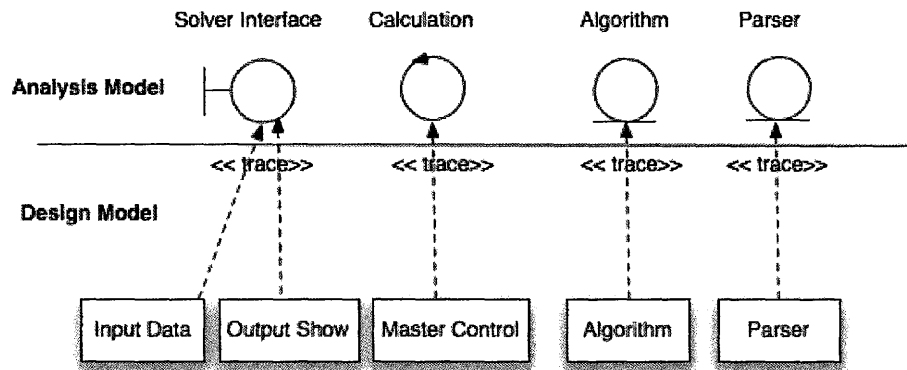 Solver Interface Calculation Algorithm Parser
Analysis Model
<< trace>> << trace>> << trace>> << trace>>
Design Model
Input Data Output Show Master Control Algorithm Parser